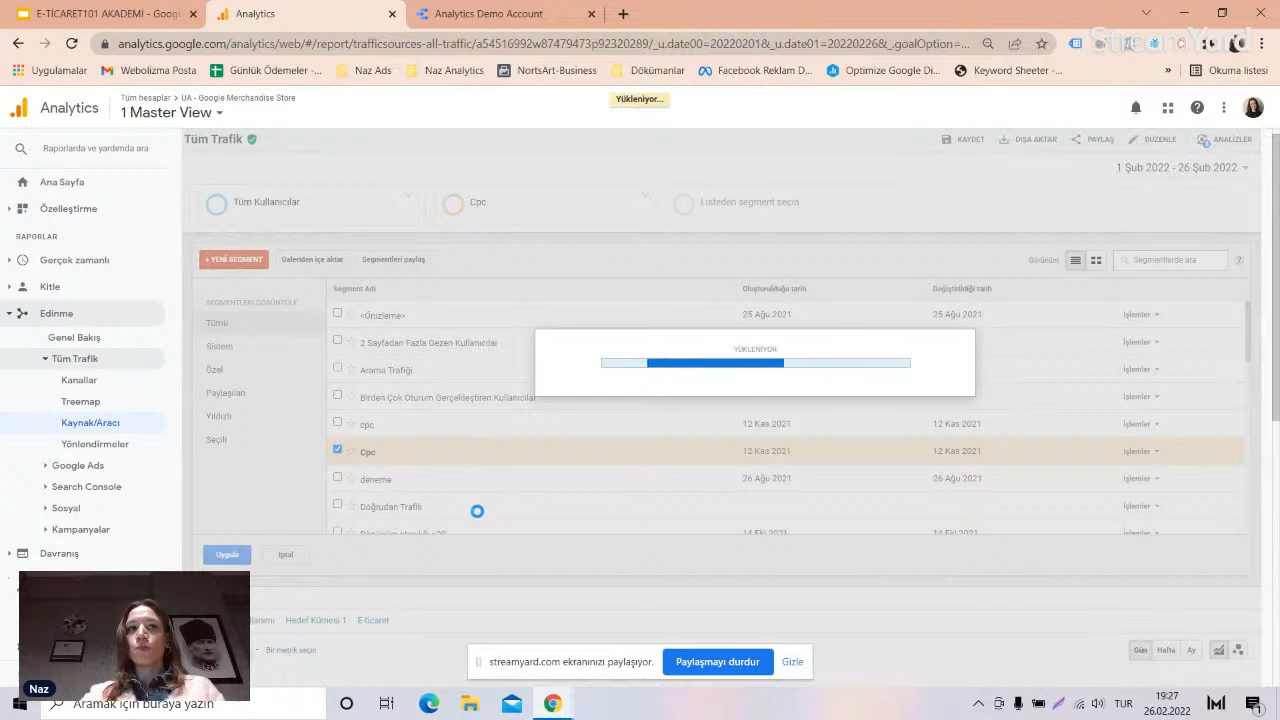 E-TİCARET101 AKADEMİ - Goog
Analytics
Analytics Demo Account
StreamYard
analytics.google.com/analytics/web/#/report/trafficsources-all-traffic/a54516992w87479473p92320289/_u.date00=20220201&_u.date01=20220226&_goalOption=...
Uygulamalar
Webolizma Posta
Günlük Ödemeler -...
Naz Ads
Naz Analytics
NortsArt-Business
Dökümanlar
Facebook Reklam D...
Optimize Google Di...
Keyword Sheeter -...
»
Okuma listesi
Analytics
Tüm hesaplar > UA - Google Merchandise Store
1 Master View
Yükleniyor...
Raporlarda ve yardımda ara
Tüm Trafik
KAYDET
DIŞA AKTAR
PAYLAŞ
DÜZENLE
ANALİZLER
1 Şub 2022 - 26 Şub 2022
Ana Sayfa
Özelleştirme
RAPORLAR
Gerçek zamanlı
Kitle
Edinme
Genel Bakış
Tüm Trafik
Kanallar
Treemap
Kaynak/Aracı
Yönlendirmeler
Google Ads
Search Console
Sosyal
Kampanyalar
Davranış
Tüm Kullanıcılar
Cpc
Listeden segment seçin
+ YENİ SEGMENT
Galeriden içe aktar
Segmentleri paylaş
Görünüm
Segmentlerde ara
SEGMENTLERİ GÖRÜNTÜLE
Tümü
Sistem
Özel
Paylaşılan
Yıldızlı
Seçili
Segment Adı
Oluşturulduğu tarih
Değiştirildiği tarih
<Önizleme>
25 Ağu 2021
25 Ağu 2021
İşlemler
2 Sayfadan Fazla Gezen Kullanıcılar
İşlemler
Arama Trafiği
İşlemler
Birden Çok Oturum Gerçekleştiren Kullanıcılar
İşlemler
cpc
12 Kas 2021
12 Kas 2021
İşlemler
Cpc
12 Kas 2021
12 Kas 2021
İşlemler
deneme
26 Ağu 2021
26 Ağu 2021
İşlemler
Doğrudan Trafik
İşlemler
14 Eki 2021
14 Eki 2021
YÜKLENİYOR
Uygula
İptal
Hedef Kümesi 1
E-ticaret
Bir metrik seçin
Gün
Hafta
Ay
streamyard.com ekranınızı paylaşıyor.
Paylaşmayı durdur
Gizle
Naz
Aramak için buraya yazın
TUR
19:27
26.02.2022
1